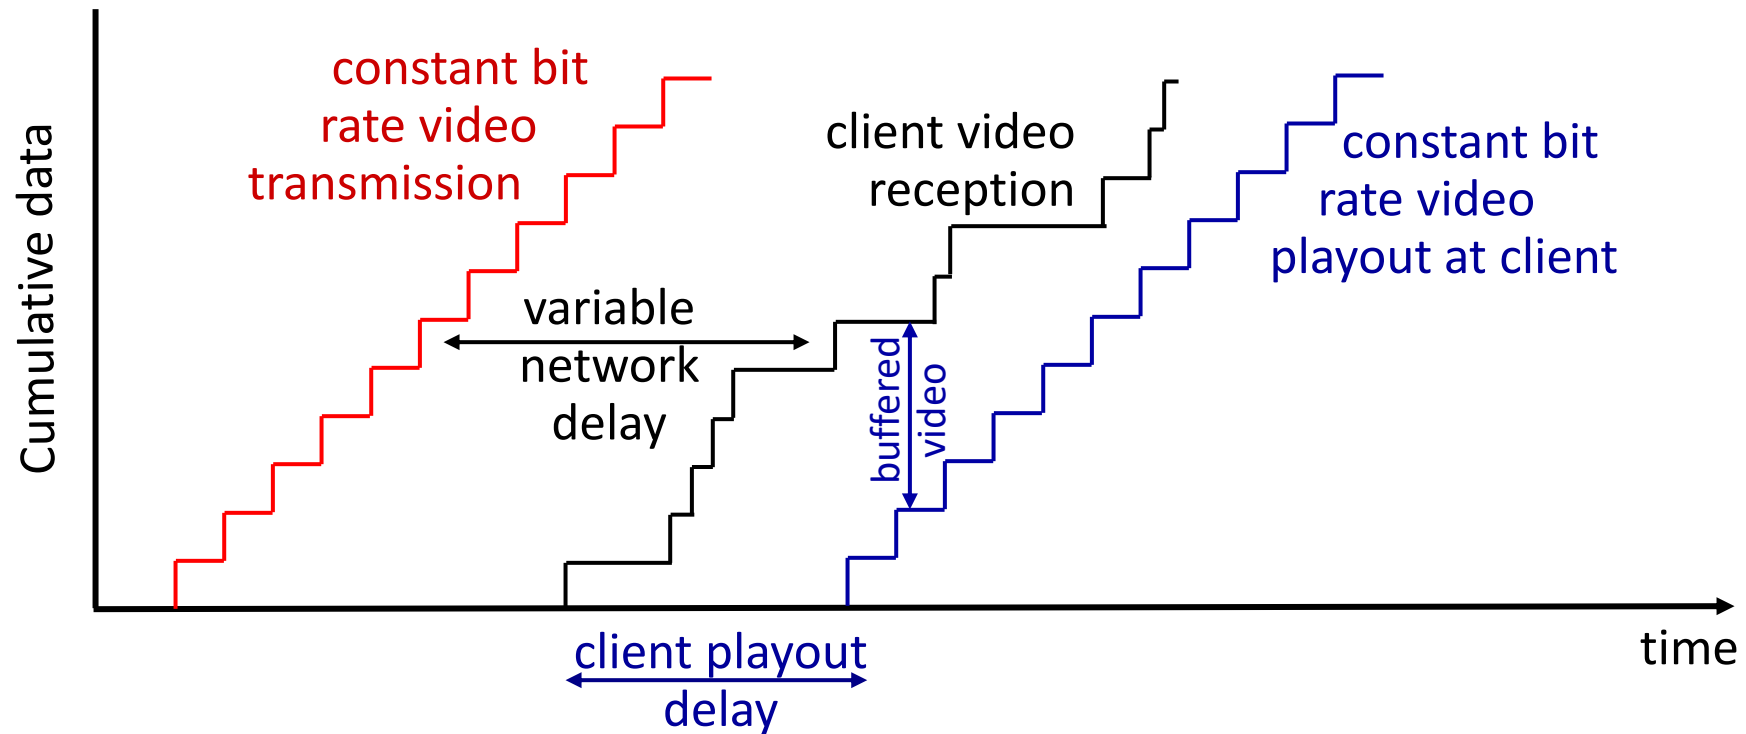 constant bit
rate video
transmission
client video
reception
constant bit
rate video
playout at client
Cumulative data
variable
network
delay
buffered
video
time
client playout
delay